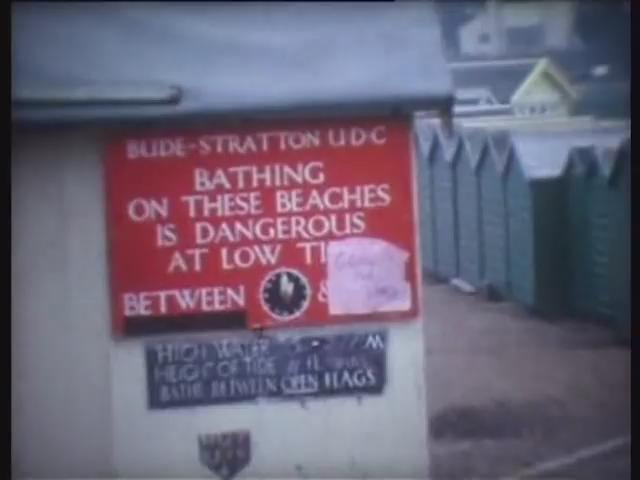 BUDE-STRATTON U·D·C
BATHING
ON THESE BEACHES
IS DANGEROUS
AT LOW
BETWEEN &
HIGH WATER
HEIGHT OF TIDE
BATHE BETWEEN OPEN FLAGS